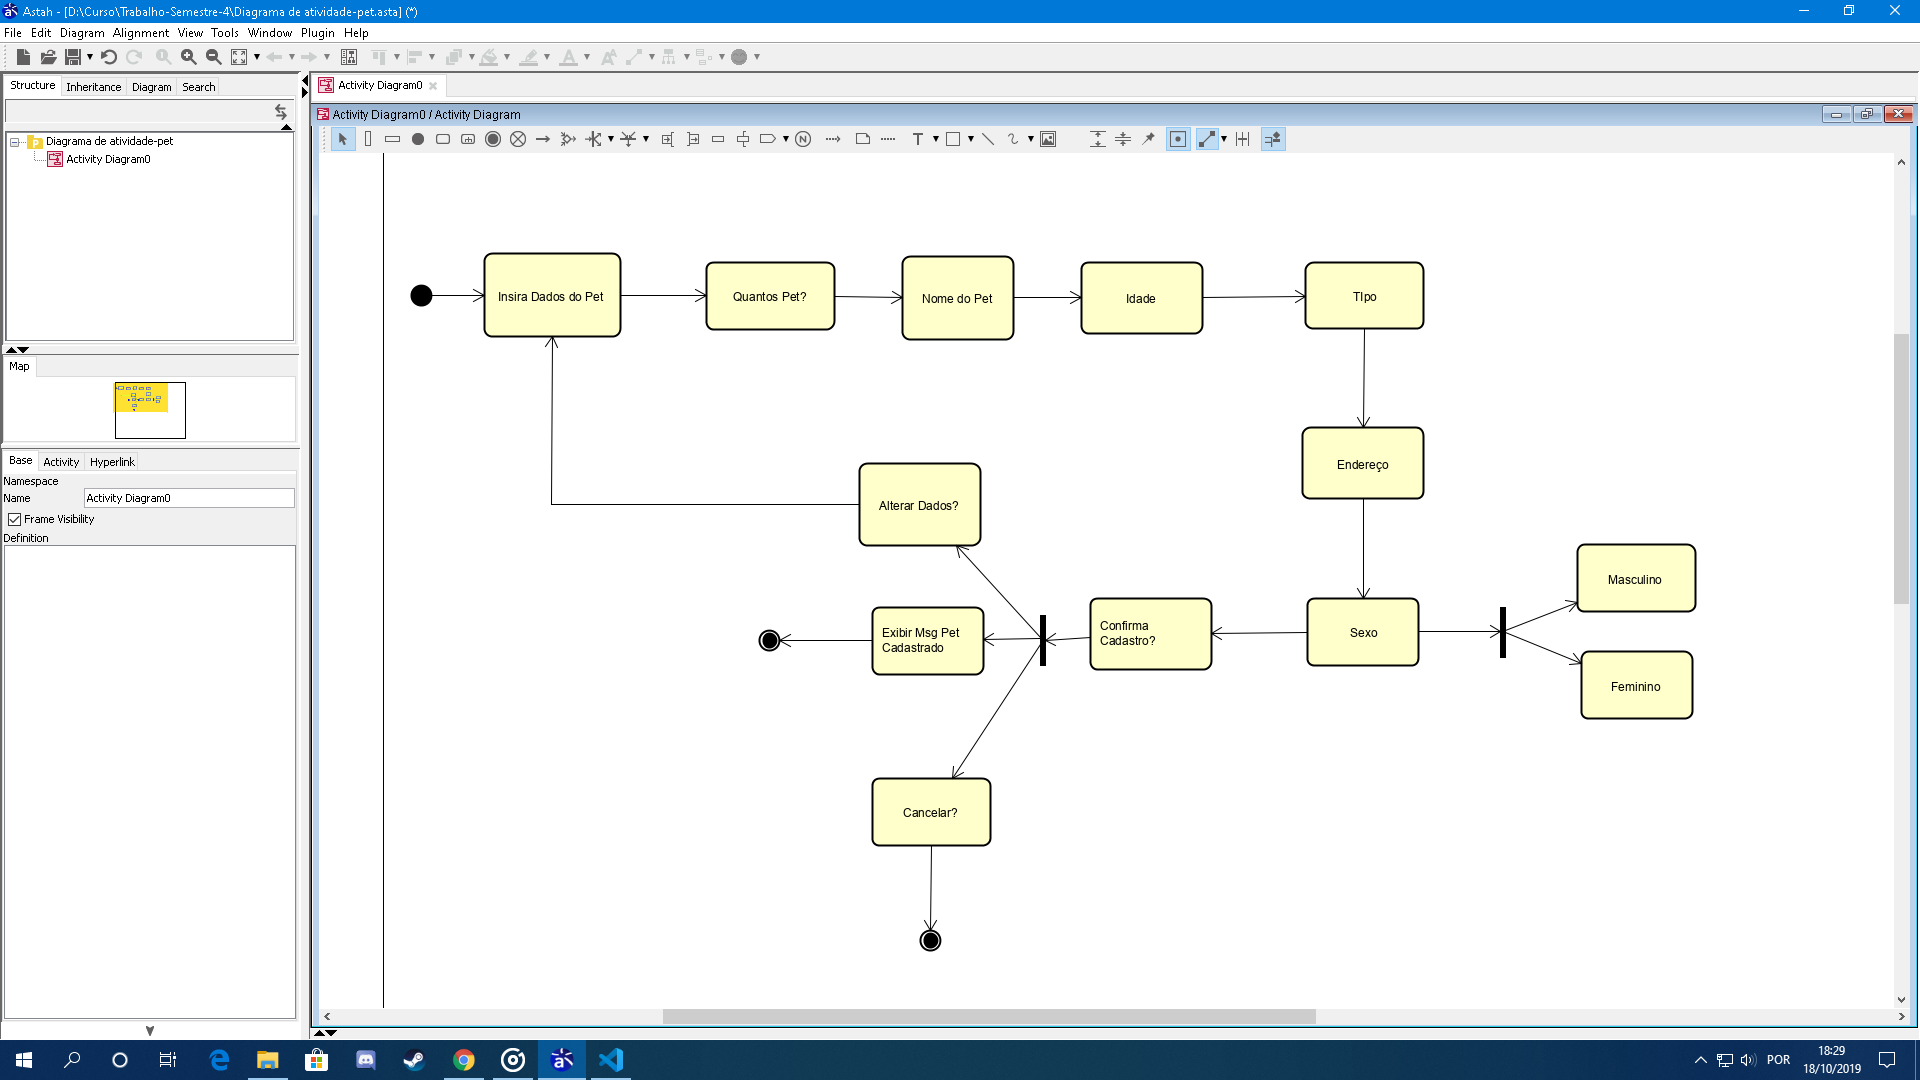 Astah - [D:\Curso\Trabalho-Semestre-4\Diagrama de atividade-pet.asta] (*)
File Edit Diagram Alignment View Tools Window Plugin Help
Structure Inheritance Diagram Search
Diagrama de atividade-pet
Activity Diagram0
Map
Base Activity Hyperlink
Namespace
Name Activity Diagram0
Frame Visibility
Definition
Activity Diagram0
Activity Diagram0 / Activity Diagram
Insira Dados do Pet
Quantos Pet?
Nome do Pet
Idade
TIpo
Endereço
Alterar Dados?
Masculino
Exibir Msg Pet
Cadastrado
Confirma
Cadastro?
Sexo
Feminino
Cancelar?
POR
18:29
18/10/2019